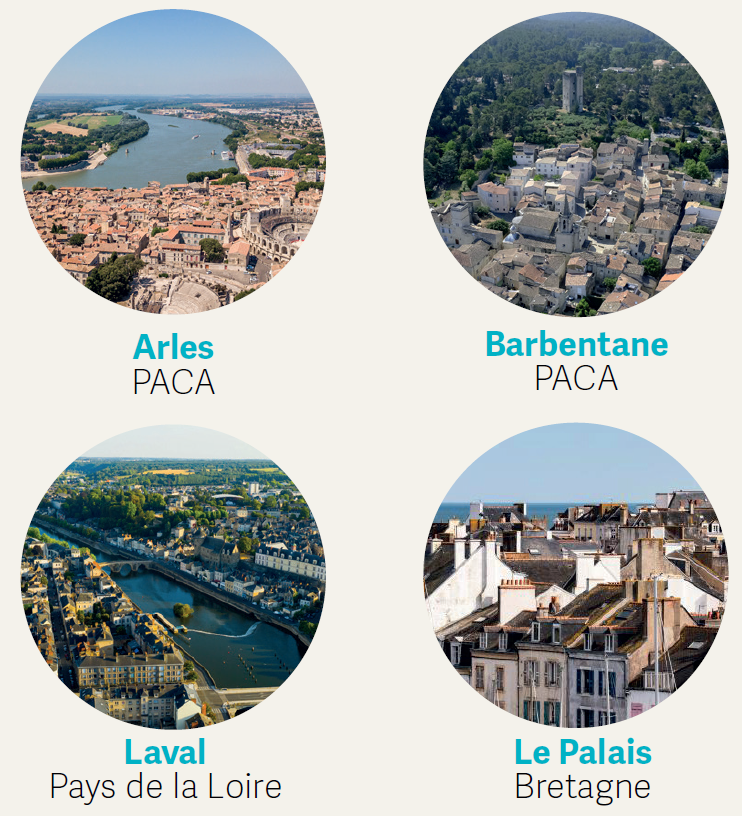 Arles
PACA
Barbentane
PACA
Laval
Pays de la Loire
Le Palais
Bretagne